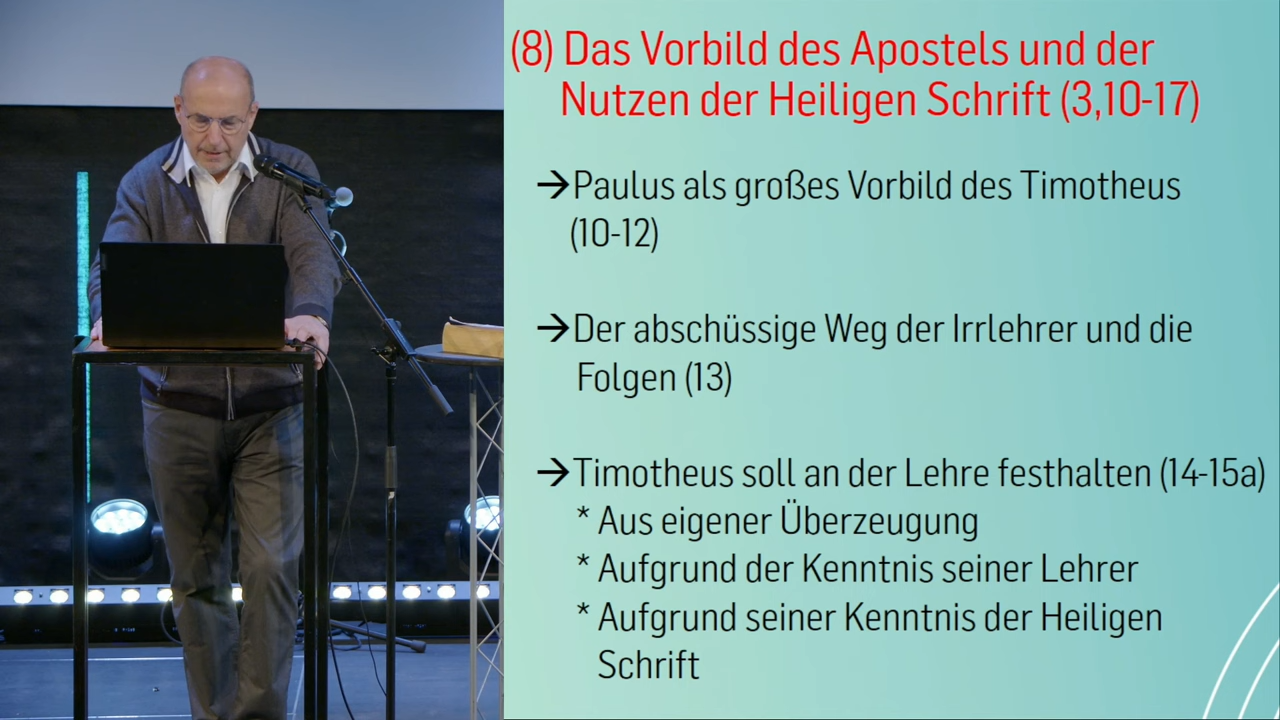 (8) Das Vorbild des Apostels und der
Nutzen der Heiligen Schrift (3,10-17)
→Paulus als großes Vorbild des Timotheus
(10-12)
→Der abschüssige Weg der Irrlehrer und die
Folgen (13)
→Timotheus soll an der Lehre festhalten (14-15a)
* Aus eigener Überzeugung
* Aufgrund der Kenntnis seiner Lehrer
* Aufgrund seiner Kenntnis der Heiligen
Schrift